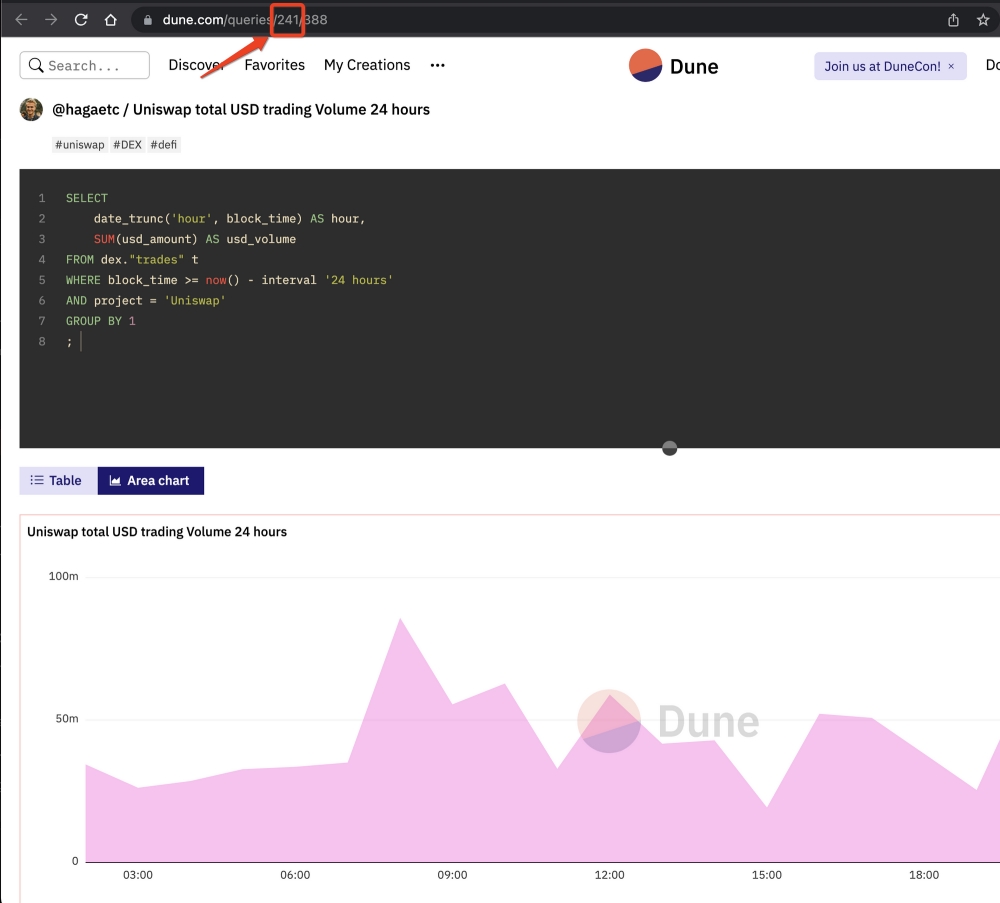 dune.com/queries/241/388
Search... Discover Favorites My Creations ... Dune Join us at DuneCon! ×
@hagaetc / Uniswap total USD trading Volume 24 hours
#uniswap #DEX #defi
1 SELECT
2 date_trunc('hour', block_time) AS hour,
3 SUM(usd_amount) AS usd_volume
4 FROM dex."trades" t
5 WHERE block_time >= now() - interval '24 hours'
6 AND project = 'Uniswap'
7 GROUP BY 1
8 ;
Table Area chart
Uniswap total USD trading Volume 24 hours
100m
50m
Dune
0
03:00 06:00 09:00 12:00 15:00 18:00